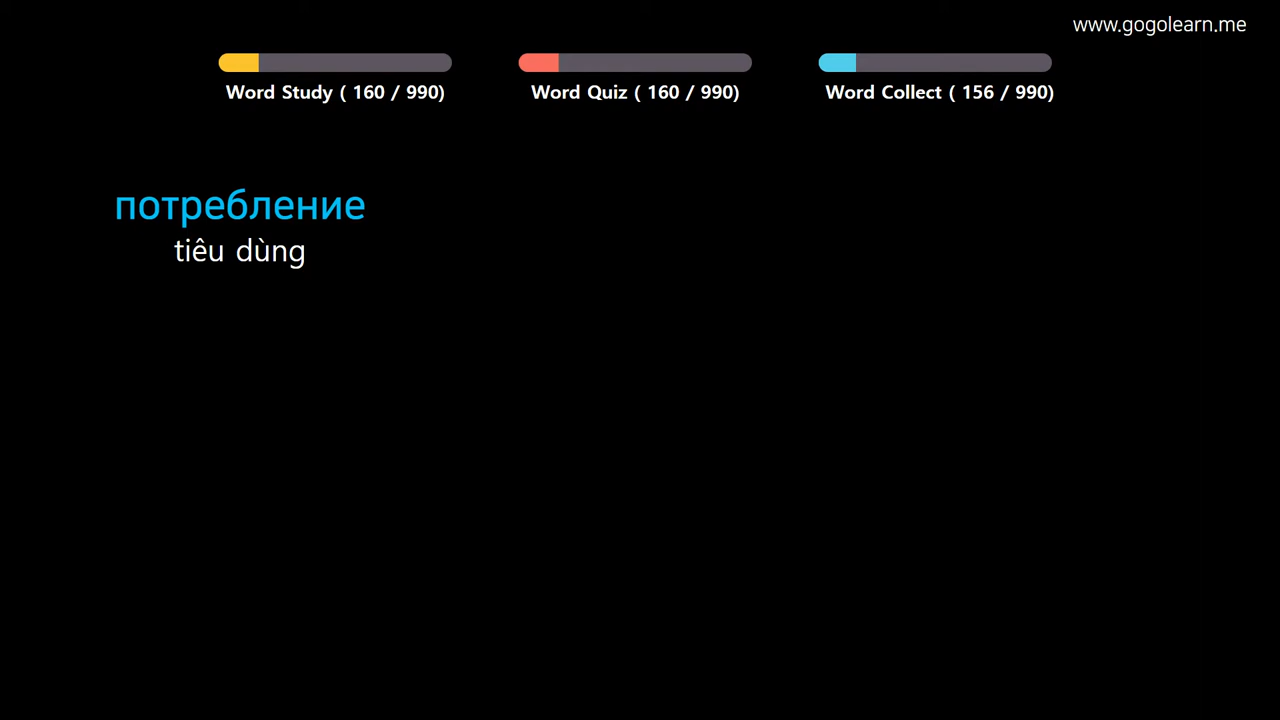 www.gogolearn.me
Word Study ( 160 / 990)
Word Quiz ( 160 / 990)
Word Collect ( 156 / 990)
потребление
tiêu dùng